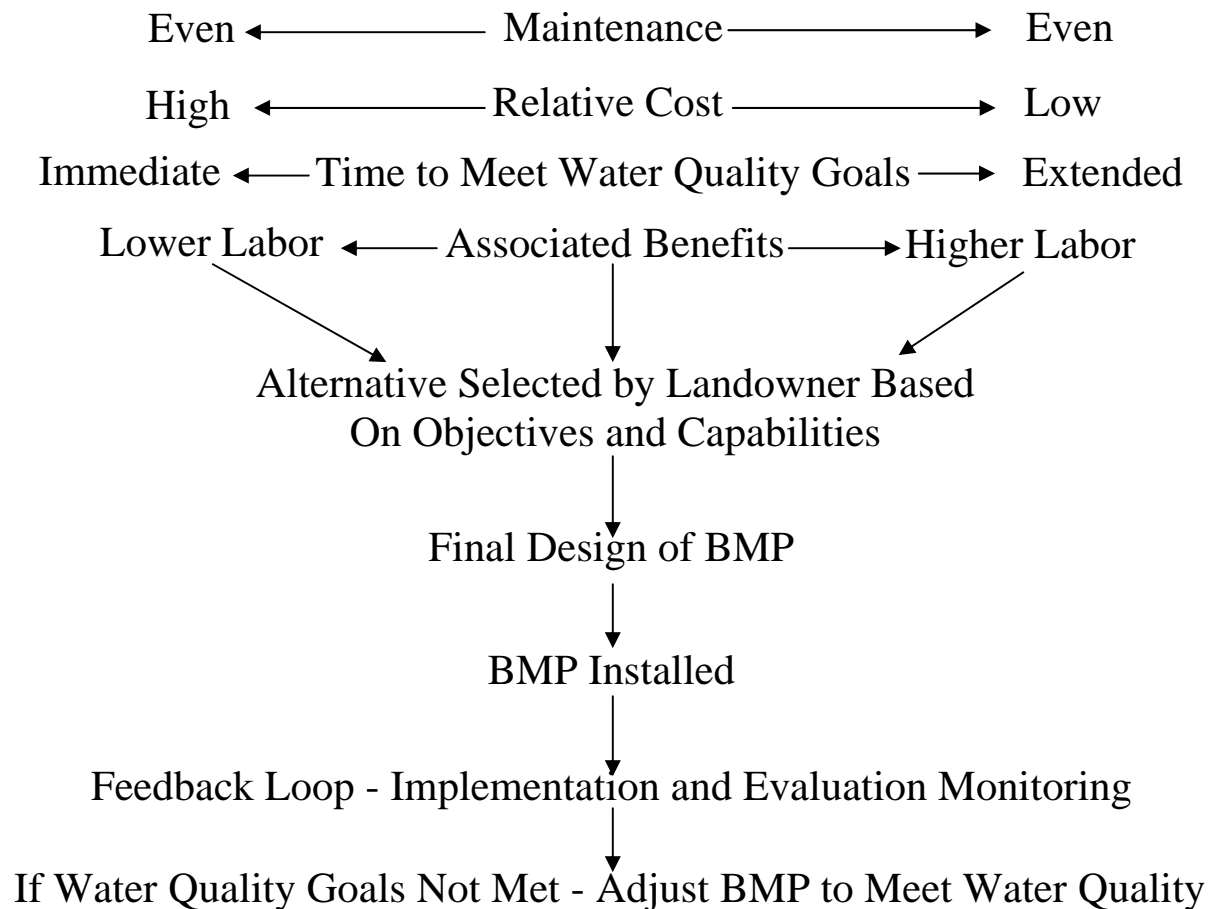 Even Maintenance Even
High Relative Cost Low
Immediate Time to Meet Water Quality Goals Extended
Lower Labor Associated Benefits Higher Labor
Alternative Selected by Landowner Based
On Objectives and Capabilities
Final Design of BMP
BMP Installed
Feedback Loop - Implementation and Evaluation Monitoring
If Water Quality Goals Not Met - Adjust BMP to Meet Water Quality